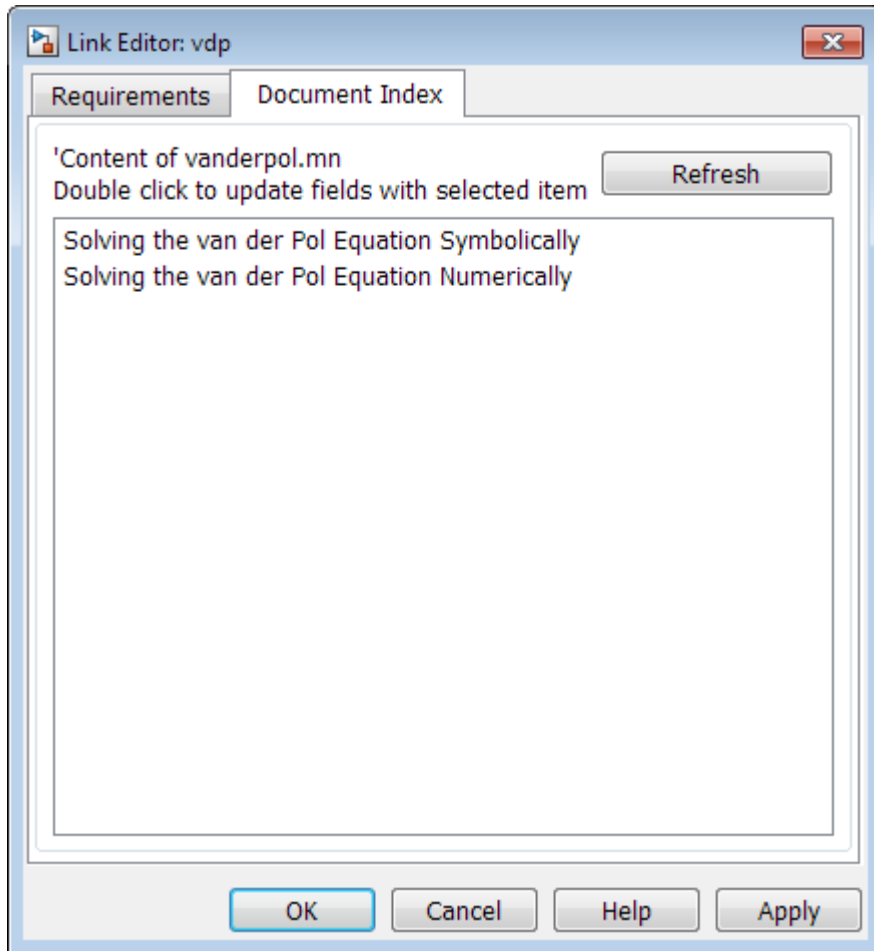 Link Editor: vdp
Requirements
Document Index
'Content of vanderpol.mn
Double click to update fields with selected item
Refresh
Solving the van der Pol Equation Symbolically
Solving the van der Pol Equation Numerically
OK
Cancel
Help
Apply